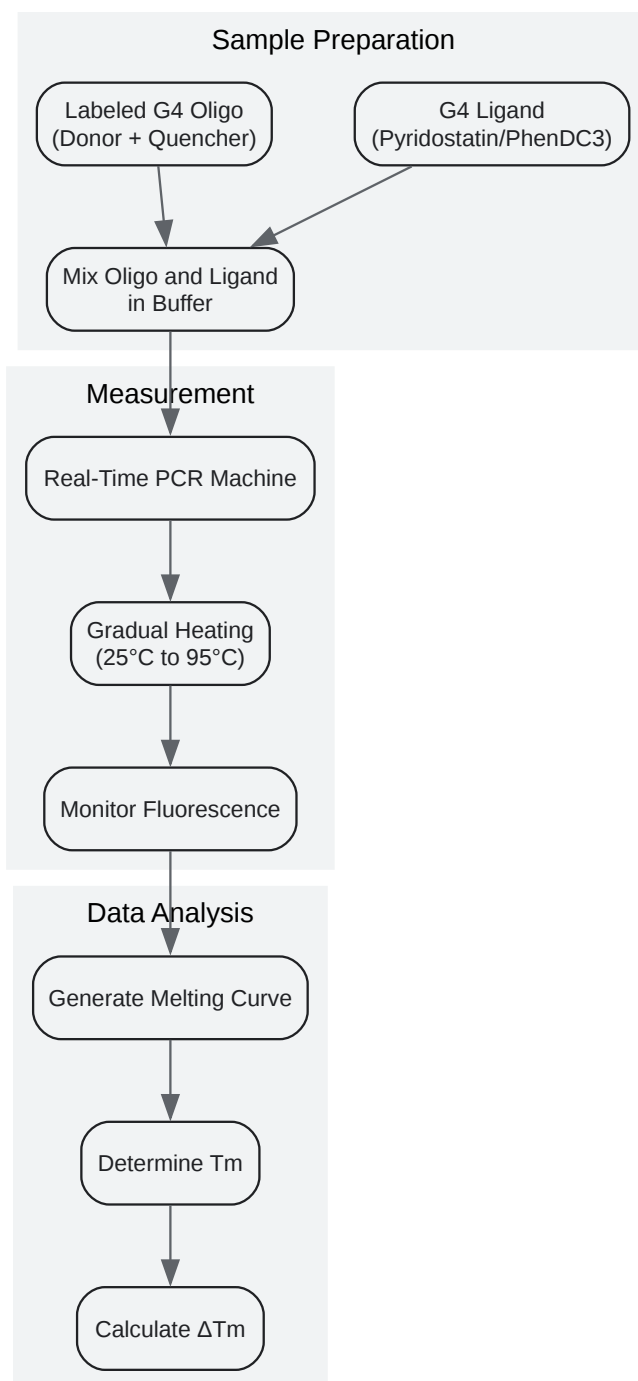 Sample Preparation
Labeled G4 Oligo
(Donor + Quencher)
G4 Ligand
(Pyridostatin/PhenDC3)
Mix Oligo and Ligand
in Buffer
Measurement
Real-Time PCR Machine
Gradual Heating
(25°C to 95°C)
Monitor Fluorescence
Data Analysis
Generate Melting Curve
Determine Tm
Calculate ΔTm